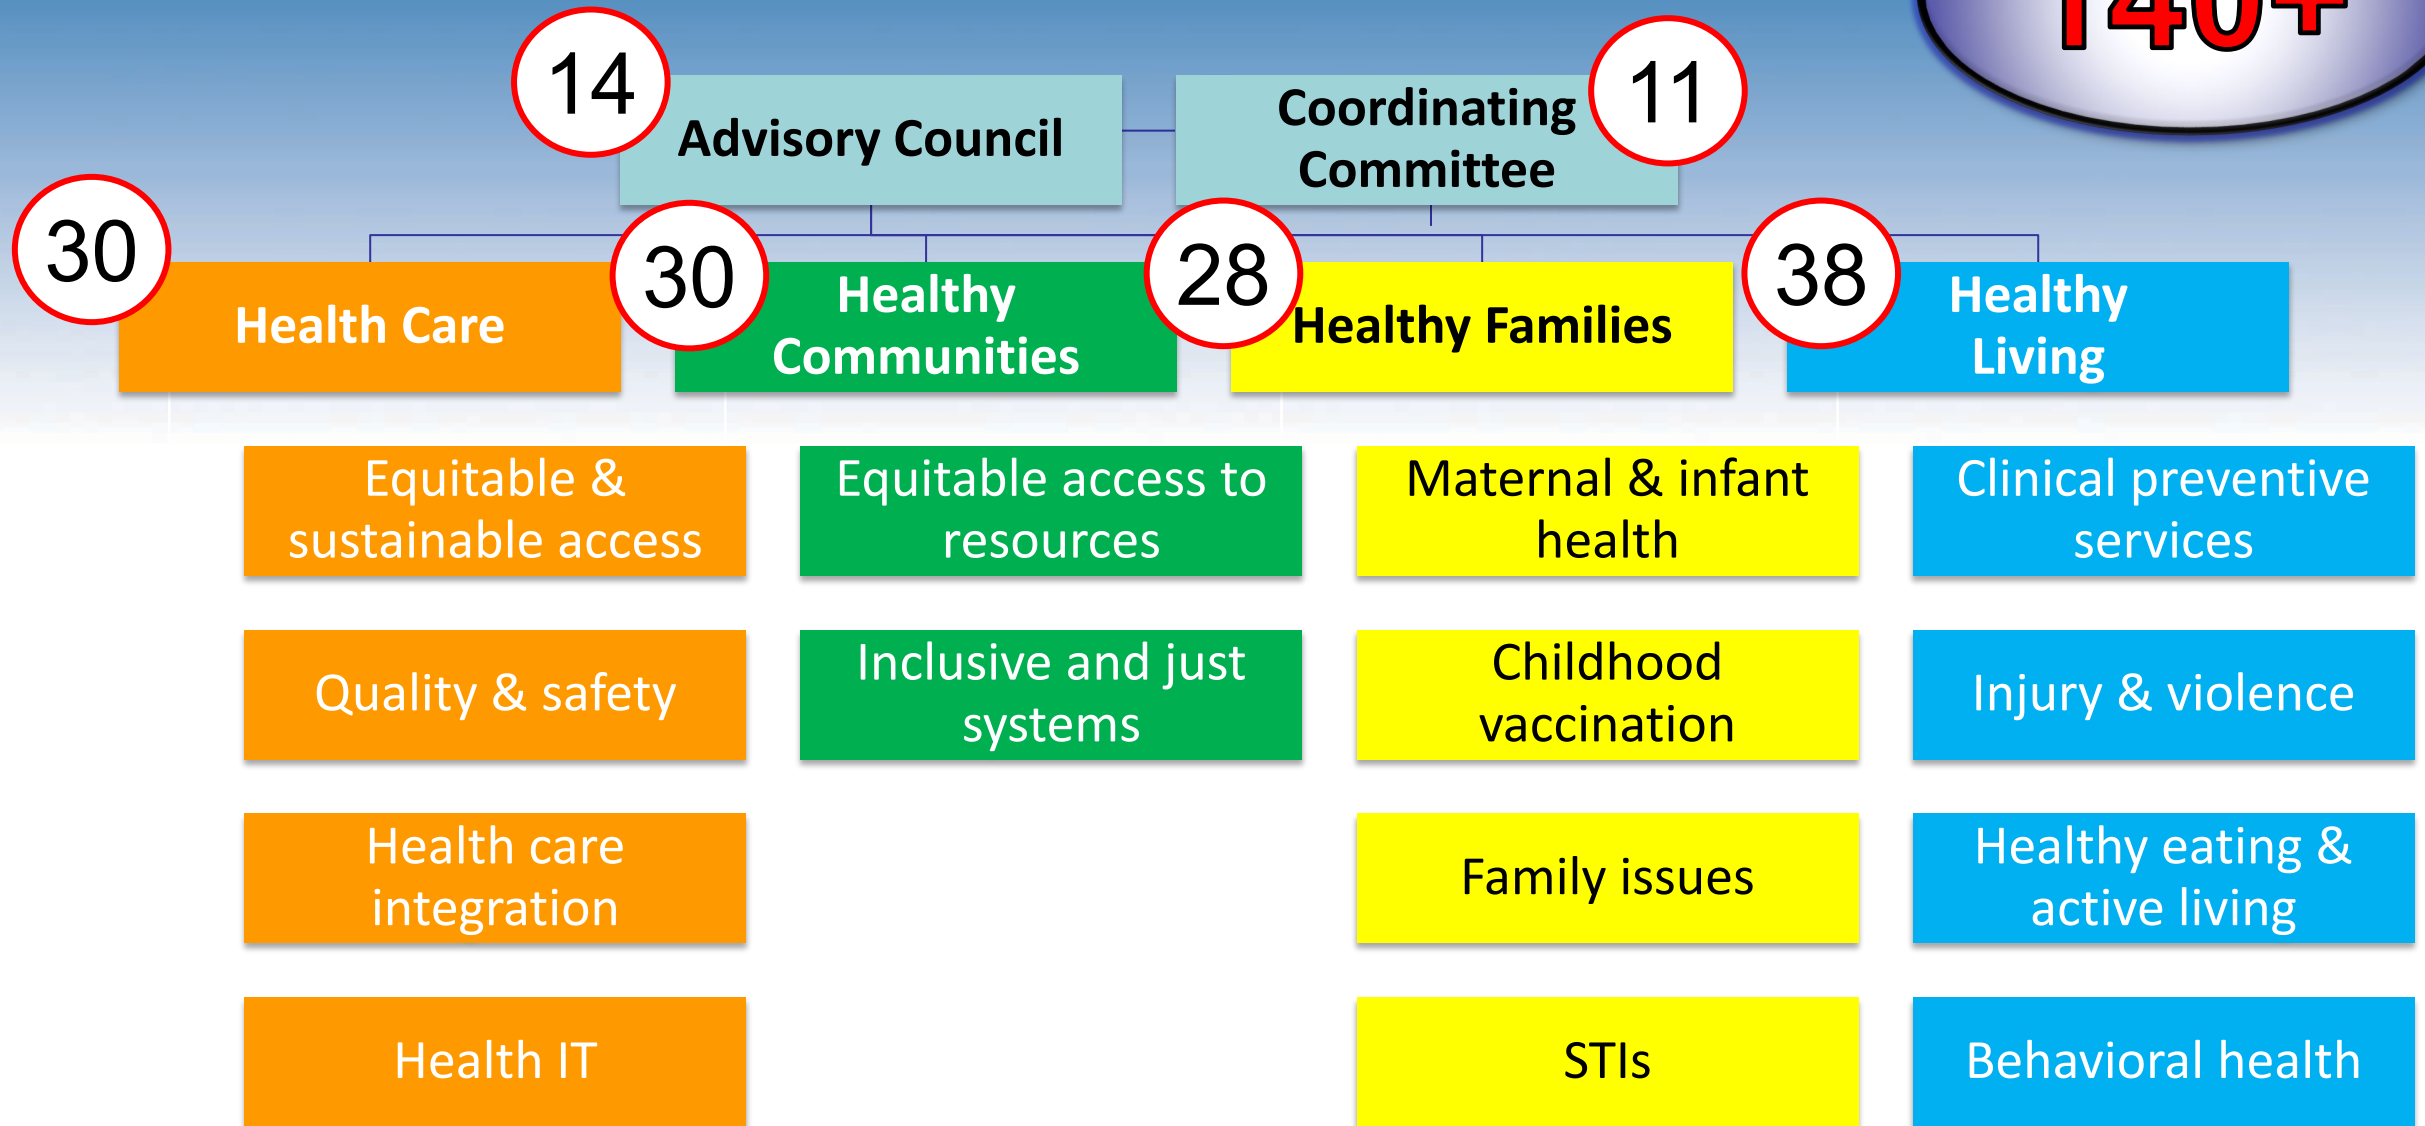 140+
14
Advisory Council
Coordinating
Committee
11
30
Health Care
30
Healthy
Communities
28
Healthy Families
38
Healthy
Living
Equitable &
sustainable access
Equitable access to
resources
Maternal & infant
health
Clinical preventive
services
Quality & safety
Inclusive and just
systems
Childhood
vaccination
Injury & violence
Health care
integration
Family issues
Healthy eating &
active living
Health IT
STIs
Behavioral health